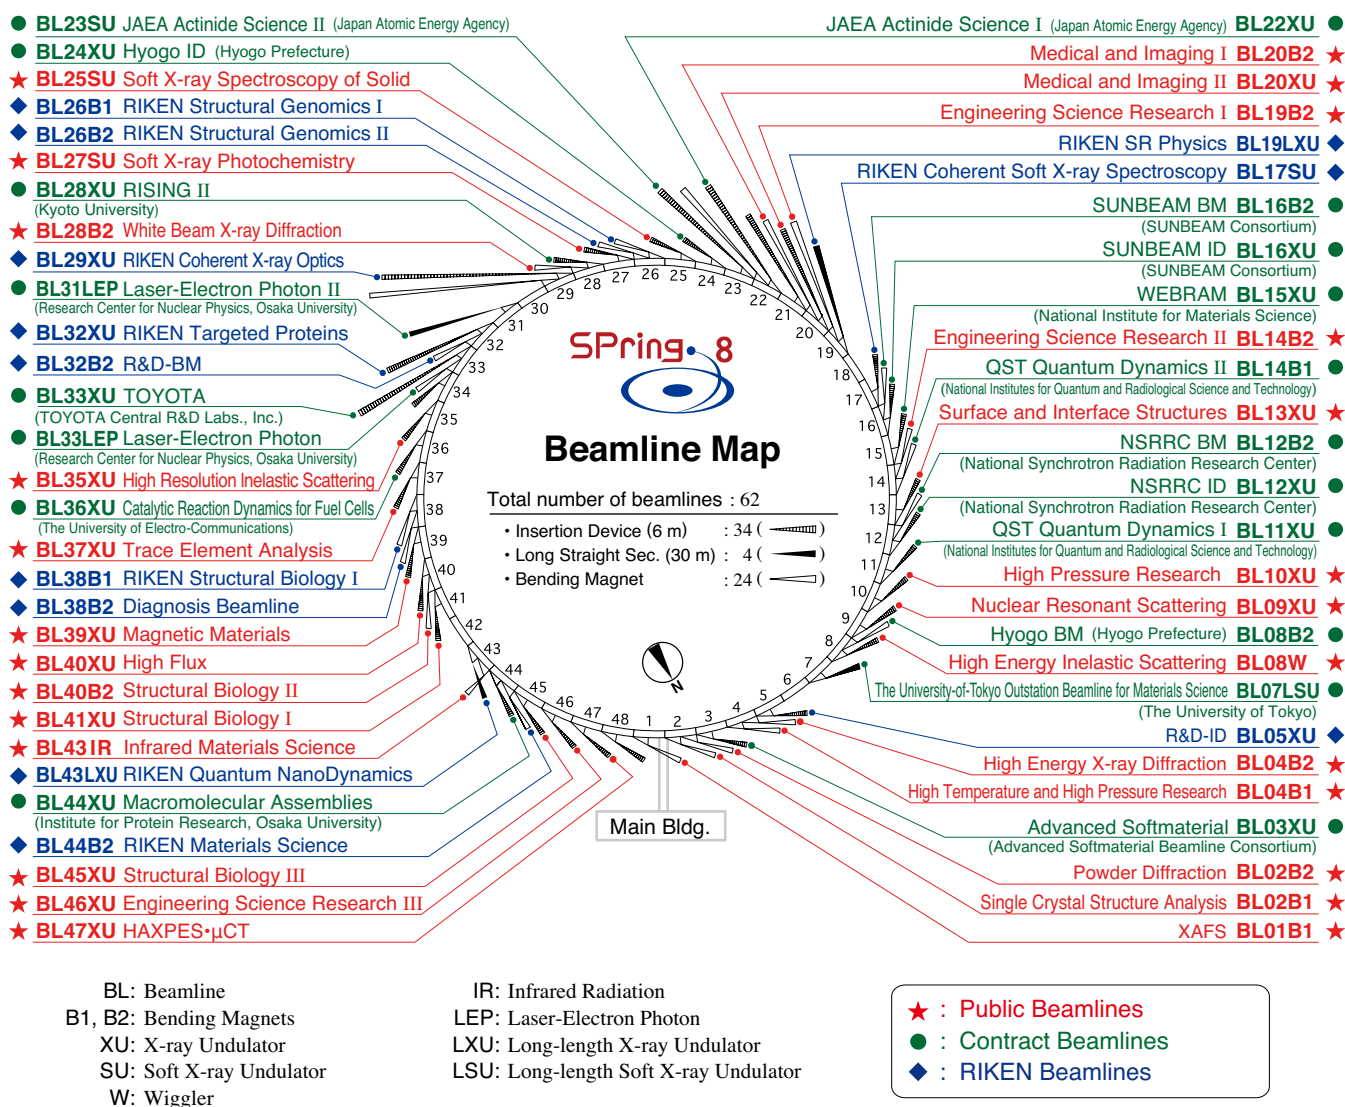 BL23SU JAEA Actinide Science II (Japan Atomic Energy Agency)
BL24XU Hyogo ID (Hyogo Prefecture)
BL25SU Soft X-ray Spectroscopy of Solid
BL26B1 RIKEN Structural Genomics I
BL26B2 RIKEN Structural Genomics II
BL27SU Soft X-ray Photochemistry
BL28XU RISING II
(Kyoto University)
BL28B2 White Beam X-ray Diffraction
BL29XU RIKEN Coherent X-ray Optics
BL31LEP Laser-Electron Photon II
(Research Center for Nuclear Physics, Osaka University)
BL32XU RIKEN Targeted Proteins
BL32B2 R&D-BM
BL33XU TOYOTA
(TOYOTA Central R&D Labs., Inc.)
BL33LEP Laser-Electron Photon
(Research Center for Nuclear Physics, Osaka University)
BL35XU High Resolution Inelastic Scattering
BL36XU Catalytic Reaction Dynamics for Fuel Cells
(The University of Electro-Communications)
BL37XU Trace Element Analysis
BL38B1 RIKEN Structural Biology I
BL38B2 Diagnosis Beamline
BL39XU Magnetic Materials
BL40XU High Flux
BL40B2 Structural Biology II
BL41XU Structural Biology I
BL43IR Infrared Materials Science
BL43LXU RIKEN Quantum NanoDynamics
BL44XU Macromolecular Assemblies
(Institute for Protein Research, Osaka University)
BL44B2 RIKEN Materials Science
BL45XU Structural Biology III
BL46XU Engineering Science Research III
BL47XU HAXPES•µCT
JAEA Actinide Science I (Japan Atomic Energy Agency) BL22XU
Medical and Imaging I BL20B2
Medical and Imaging II BL20XU
Engineering Science Research I BL19B2
RIKEN SR Physics BL19LXU
RIKEN Coherent Soft X-ray Spectroscopy BL17SU
SUNBEAM BM BL16B2
(SUNBEAM Consortium)
SUNBEAM ID BL16XU
(SUNBEAM Consortium)
WEBRAM BL15XU
(National Institute for Materials Science)
Engineering Science Research II BL14B2
QST Quantum Dynamics II BL14B1
(National Institutes for Quantum and Radiological Science and Technology)
Surface and Interface Structures BL13XU
NSRRC BM BL12B2
(National Synchrotron Radiation Research Center)
NSRRC ID BL12XU
(National Synchrotron Radiation Research Center)
QST Quantum Dynamics I BL11XU
(National Institutes for Quantum and Radiological Science and Technology)
High Pressure Research BL10XU
Nuclear Resonant Scattering BL09XU
Hyogo BM (Hyogo Prefecture) BL08B2
High Energy Inelastic Scattering BL08W
The University-of-Tokyo Outstation Beamline for Materials Science BL07LSU
(The University of Tokyo)
R&D-ID BL05XU
High Energy X-ray Diffraction BL04B2
High Temperature and High Pressure Research BL04B1
Advanced Softmaterial BL03XU
(Advanced Softmaterial Beamline Consortium)
Powder Diffraction BL02B2
Single Crystal Structure Analysis BL02B1
XAFS BL01B1
SPring-8
Beamline Map
Total number of beamlines : 62
• Insertion Device (6 m) : 34 ( )
• Long Straight Sec. (30 m) : 4 ( )
• Bending Magnet : 24 ( )
N
1
2
3
4
5
6
7
8
9
10
11
12
13
14
15
16
17
18
19
20
21
22
23
24
25
26
27
28
29
30
31
32
33
34
35
36
37
38
39
40
41
42
43
44
45
46
47
48
Main Bldg.
BL: Beamline
B1, B2: Bending Magnets
XU: X-ray Undulator
SU: Soft X-ray Undulator
W: Wiggler
IR: Infrared Radiation
LEP: Laser-Electron Photon
LXU: Long-length X-ray Undulator
LSU: Long-length Soft X-ray Undulator
★ : Public Beamlines
● : Contract Beamlines
◆ : RIKEN Beamlines